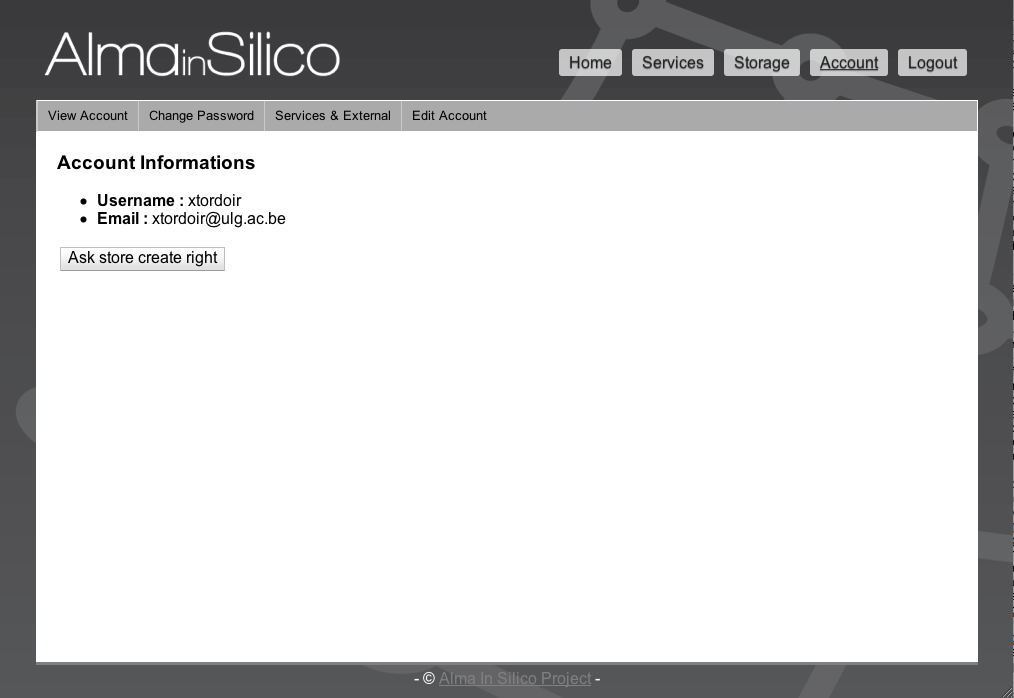 AlmainSilico
Home Services Storage Account Logout
View Account Change Password Services & External Edit Account
Account Informations
• Username : xtordoir
• Email : xtordoir@ulg.ac.be
Ask store create right
- © Alma In Silico Project -